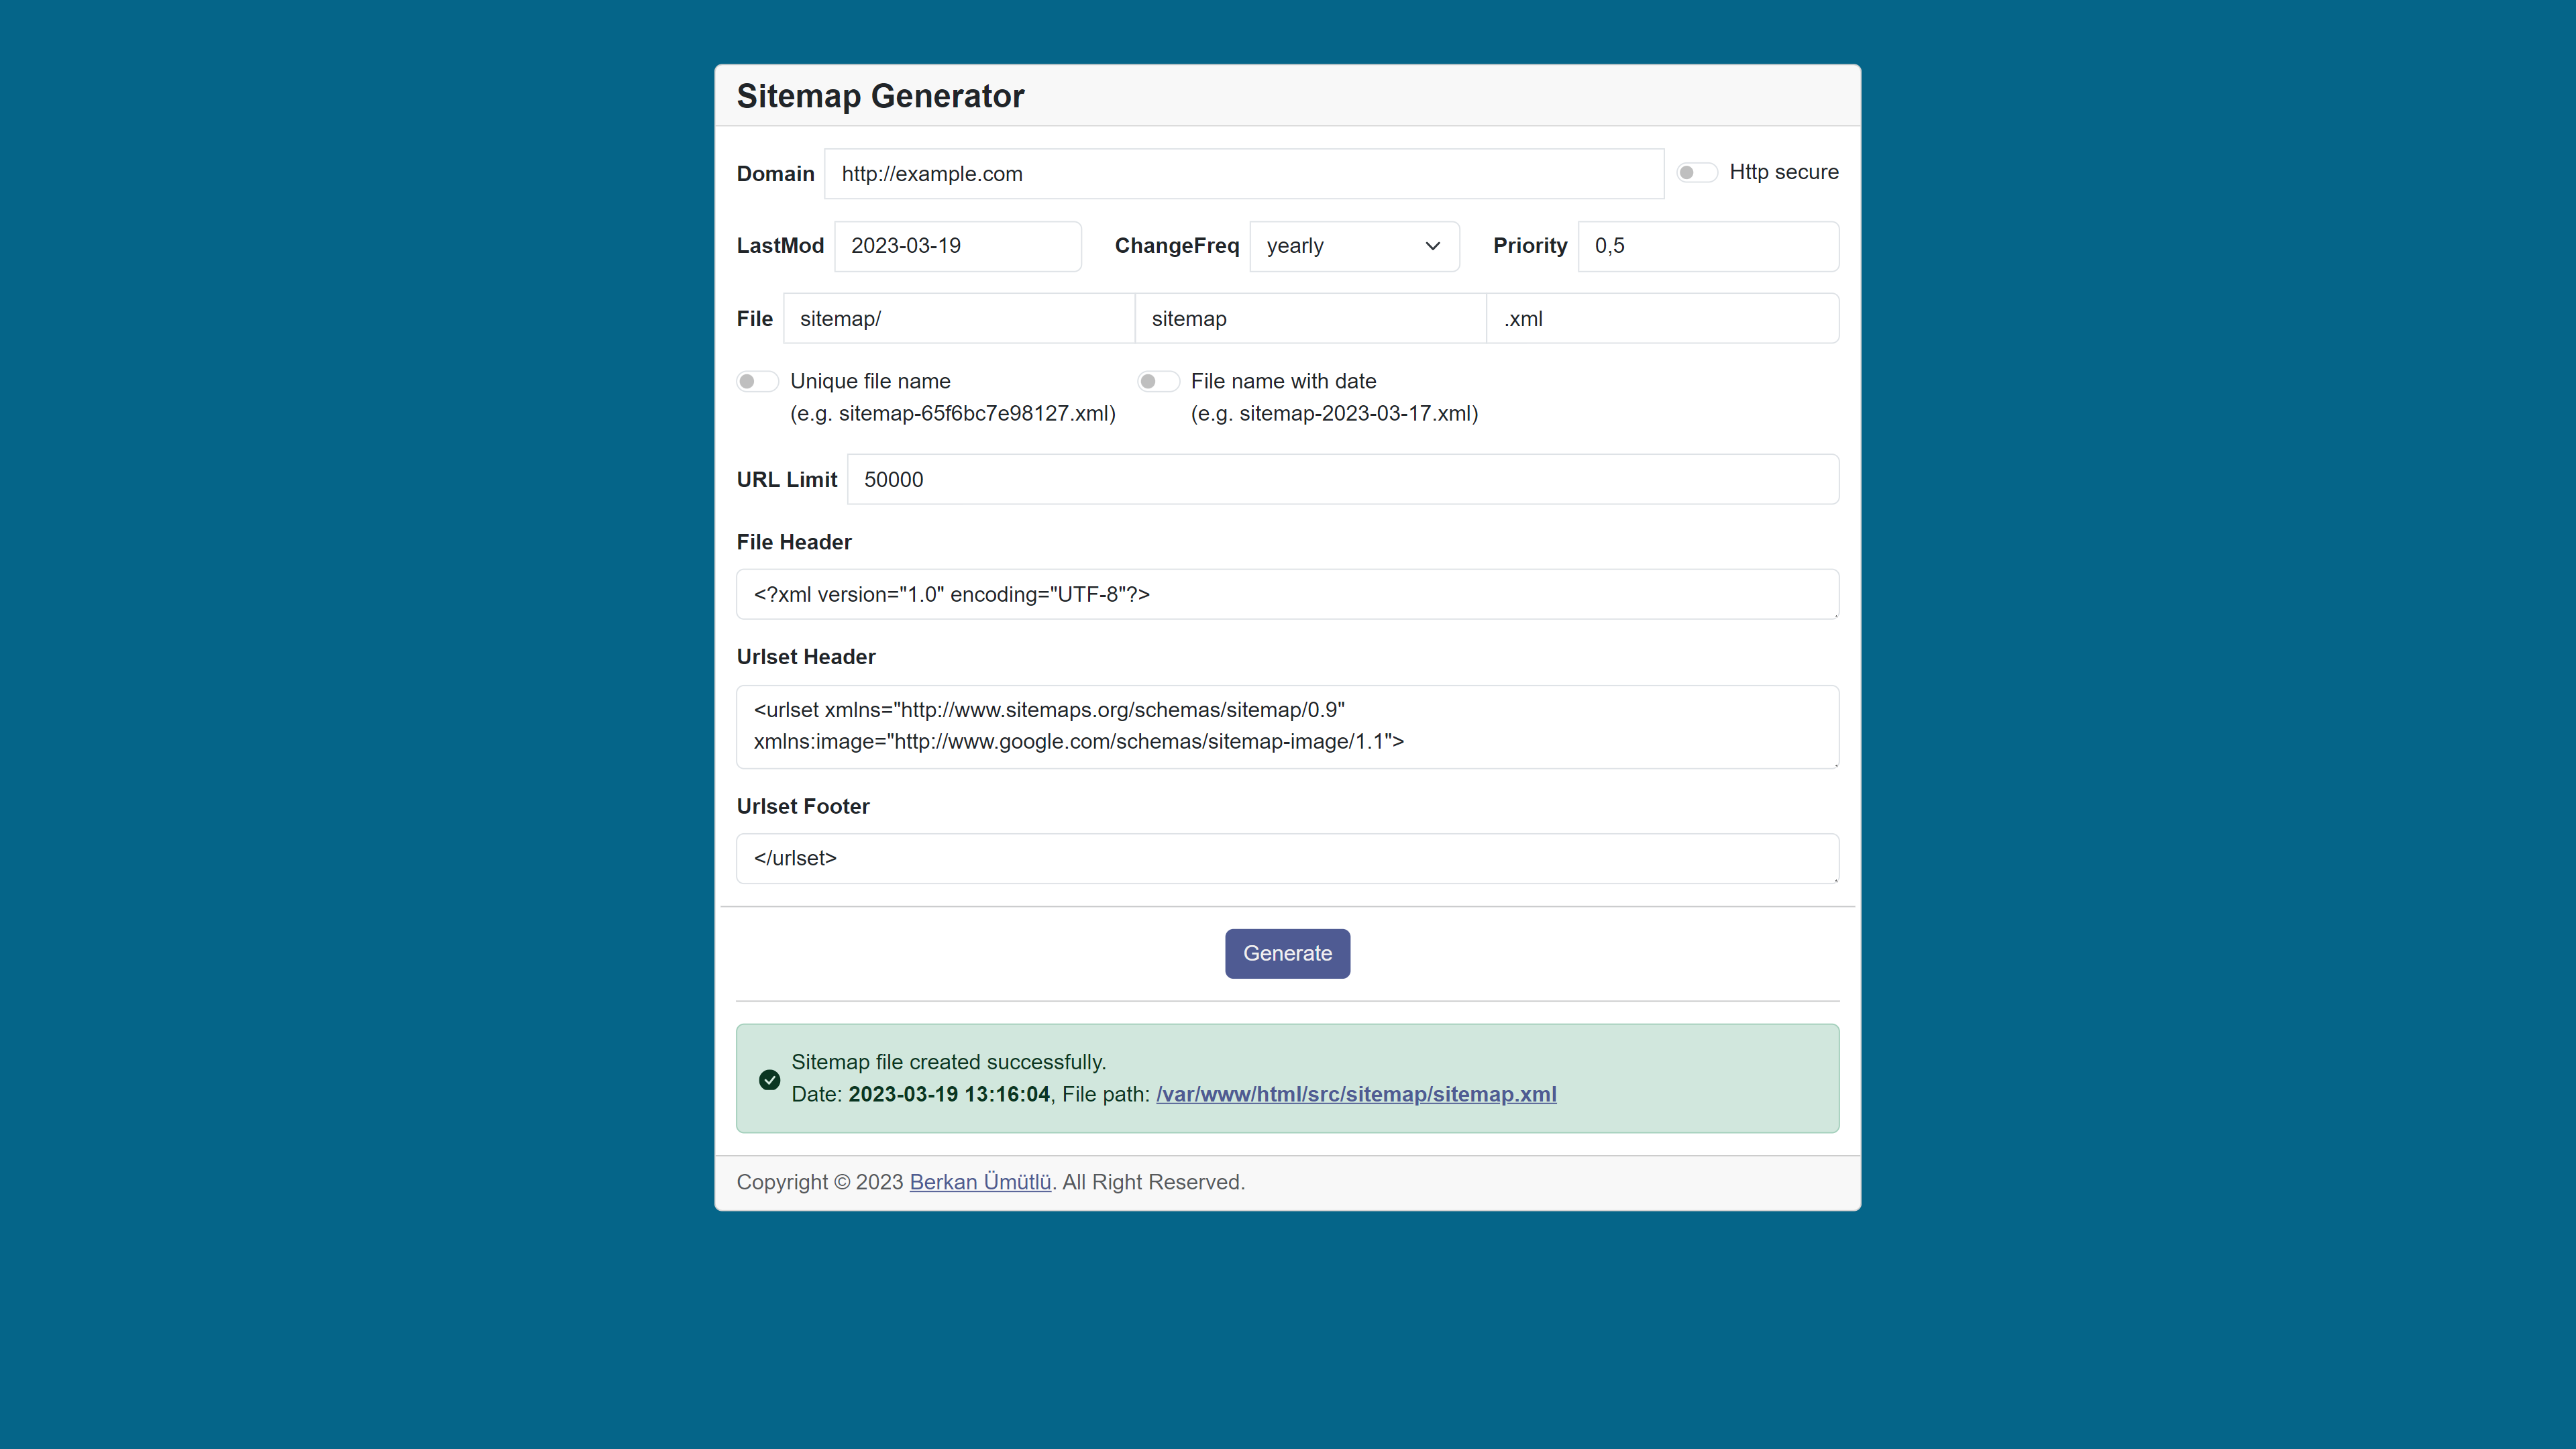 Sitemap Generator
Domain http://example.com Http secure
LastMod 2023-03-19 ChangeFreq yearly Priority 0,5
File sitemap/ sitemap .xml
Unique file name File name with date
(e.g. sitemap-65f6bc7e98127.xml) (e.g. sitemap-2023-03-17.xml)
URL Limit 50000
File Header
<?xml version="1.0" encoding="UTF-8"?>
Urlset Header
<urlset xmlns="http://www.sitemaps.org/schemas/sitemap/0.9"
xmlns:image="http://www.google.com/schemas/sitemap-image/1.1">
Urlset Footer
</urlset>
Generate
Sitemap file created successfully.
Date: 2023-03-19 13:16:04, File path: /var/www/html/src/sitemap/sitemap.xml
Copyright © 2023 Berkan Ümütlü. All Right Reserved.